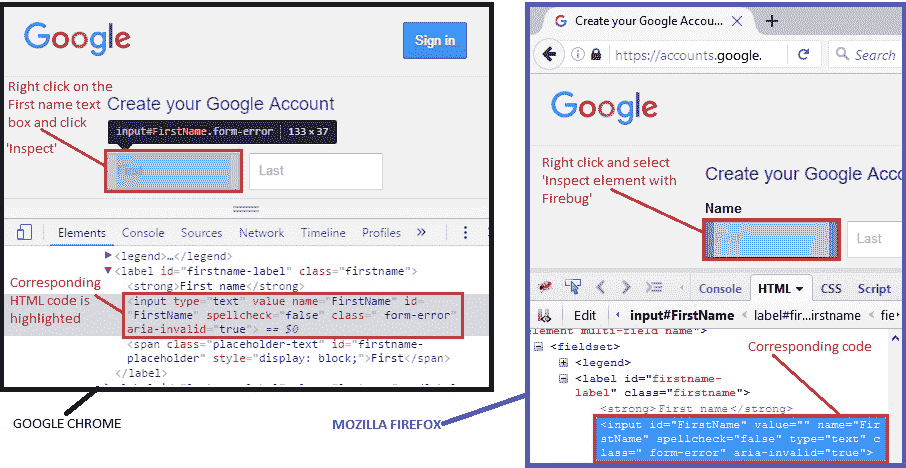 Google
Sign in
Right click on the
First name text
box and click
'Inspect'
Create your Google Account
input#FirstName.form-error | 133 × 37
First
Last
Elements Console Sources Network Timeline Profiles »
<legend>…</legend>
<label id="firstname-label" class="firstname">
<strong>First name</strong>
Corresponding
HTML code is
highlighted
<input type="text" value name="FirstName" id=
"FirstName" spellcheck="false" class=" form-error"
aria-invalid="true"> == $0
<span class="placeholder-text" id="firstname-
placeholder" style="display: block;">First</span>
</label>
GOOGLE CHROME
Create your Google Accou...
https://accounts.google.
Search
Google
Right click and select
'Inspect element with
Firebug'
Create your Google Acco
Name
Last
Console HTML CSS Script
Edit input#FirstName label#fir...irstname fie
element multi-field name">
<fieldset>
Corresponding code
<legend>
<label id="firstname-
label" class="firstname">
<strong>First name</strong>
<input id="FirstName" value="" name="Fir
stName" spellcheck="false" type="text" c
lass=" form-error" aria-invalid="true">
MOZILLA FIREFOX